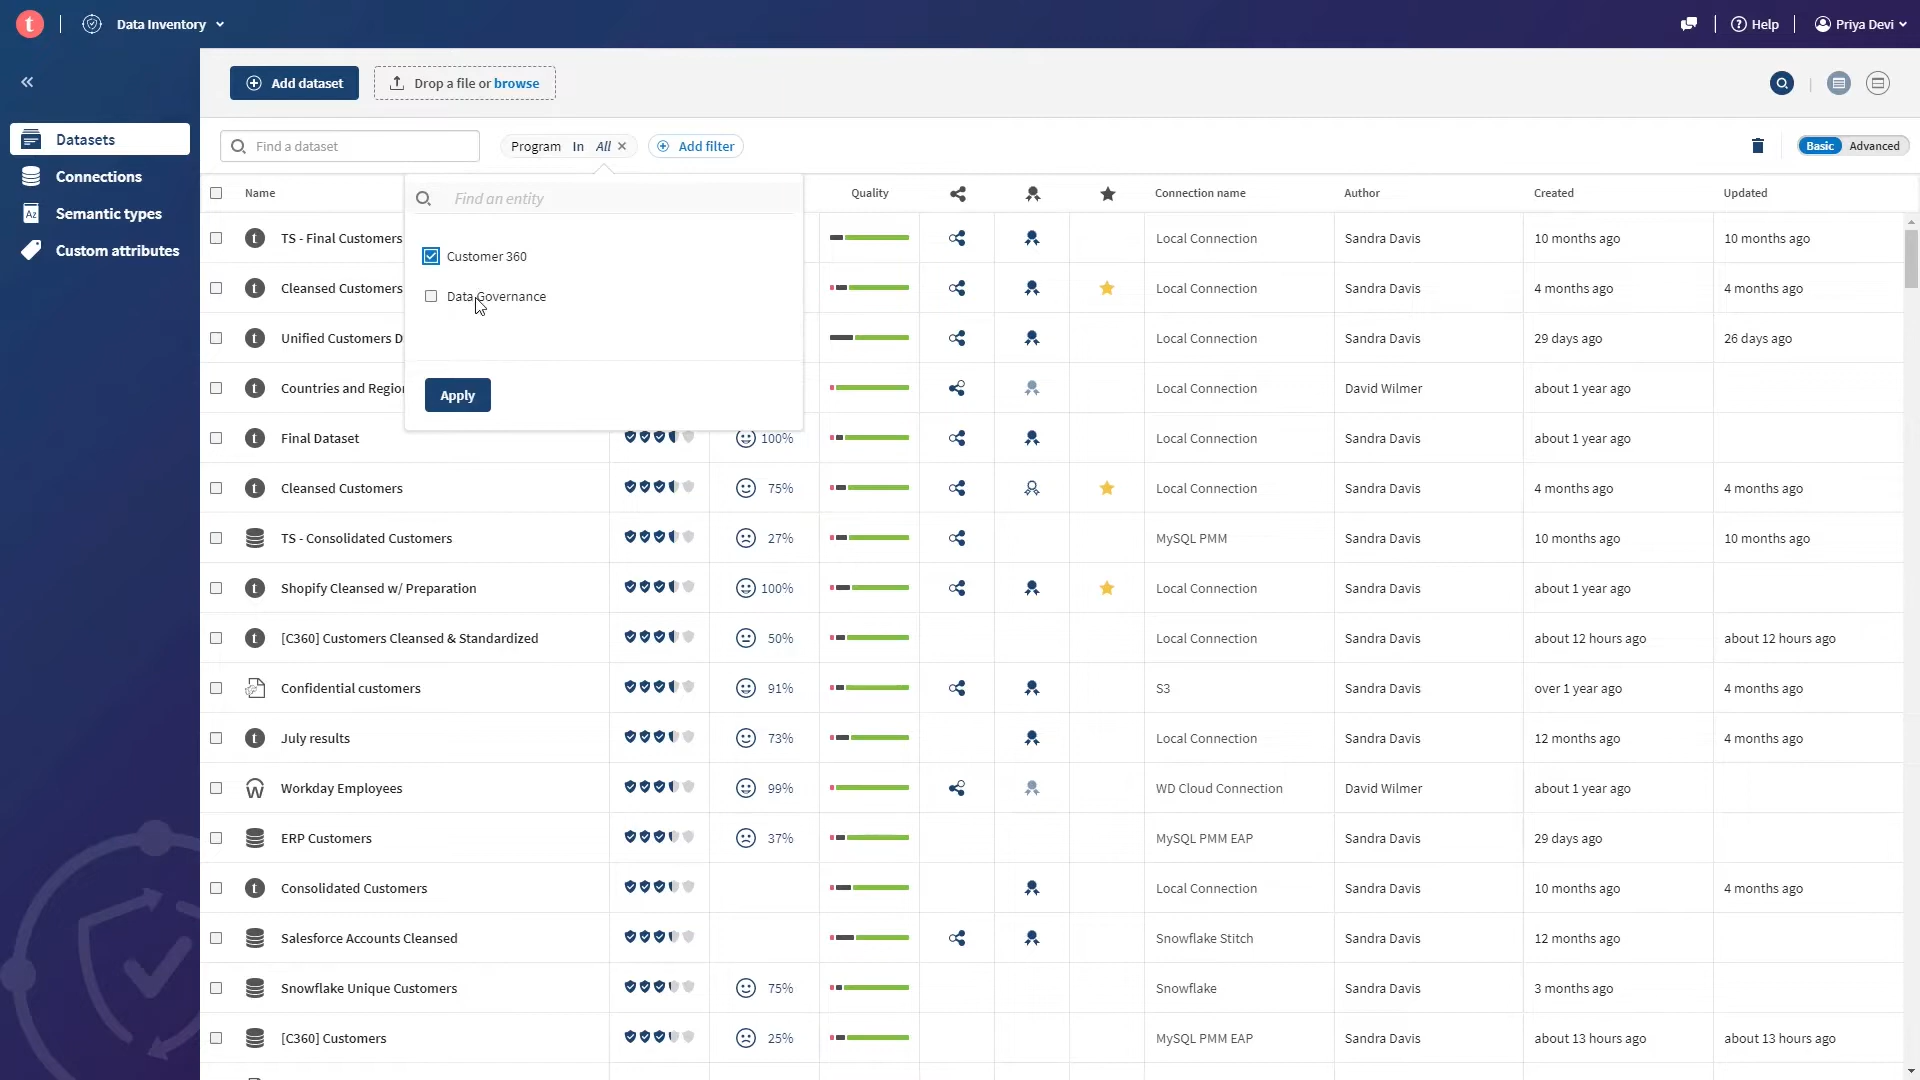 t Data Inventory Help Priya Devi
Add dataset Drop a file or browse
Datasets
Connections
Az Semantic types
Custom attributes
Find a dataset Program In All Add filter Basic Advanced
Name Quality Connection name Author Created Updated
Find an entity
Customer 360
Data Governance
Apply
t TS - Final Customers Local Connection Sandra Davis 10 months ago 10 months ago
t Cleansed Customers Local Connection Sandra Davis 4 months ago 4 months ago
t Unified Customers D Local Connection Sandra Davis 29 days ago 26 days ago
t Countries and Region Local Connection David Wilmer about 1 year ago
t Final Dataset 100% Local Connection Sandra Davis about 1 year ago
t Cleansed Customers 75% Local Connection Sandra Davis 4 months ago 4 months ago
TS - Consolidated Customers 27% MySQL PMM Sandra Davis 10 months ago 10 months ago
t Shopify Cleansed w/ Preparation 100% Local Connection Sandra Davis about 1 year ago
t [C360] Customers Cleansed & Standardized 50% Local Connection Sandra Davis about 12 hours ago about 12 hours ago
Confidential customers 91% S3 Sandra Davis over 1 year ago 4 months ago
t July results 73% Local Connection Sandra Davis 12 months ago 4 months ago
W Workday Employees 99% WD Cloud Connection David Wilmer about 1 year ago
ERP Customers 37% MySQL PMM EAP Sandra Davis 29 days ago
t Consolidated Customers Local Connection Sandra Davis 10 months ago 4 months ago
Salesforce Accounts Cleansed Snowflake Stitch Sandra Davis 12 months ago
Snowflake Unique Customers 75% Snowflake Sandra Davis 3 months ago
[C360] Customers 25% MySQL PMM EAP Sandra Davis about 13 hours ago about 13 hours ago